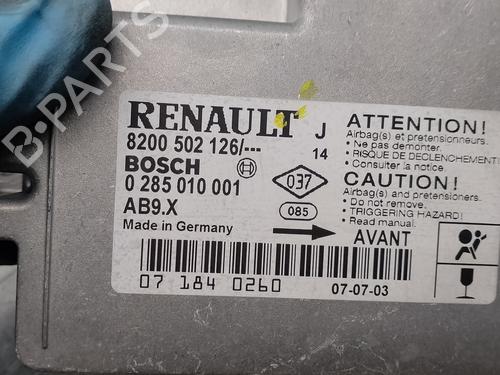 B-PARTS
RENAULT J
8200 502 126/--- 14
BOSCH
0 285 010 001
037
AB9.X
085
Made in Germany
AVANT
07 184 0260
07-07-03
ATTENTION!
Airbag(s) et pretensionneurs.
• Ne pas demonter.
• RISQUE DE DECLENCHEMENT!
• Consulter la notice.
CAUTION!
Airbag(s) and pretensioners.
• Do not remove.
• TRIGGERING HAZARD!
• Read manual.